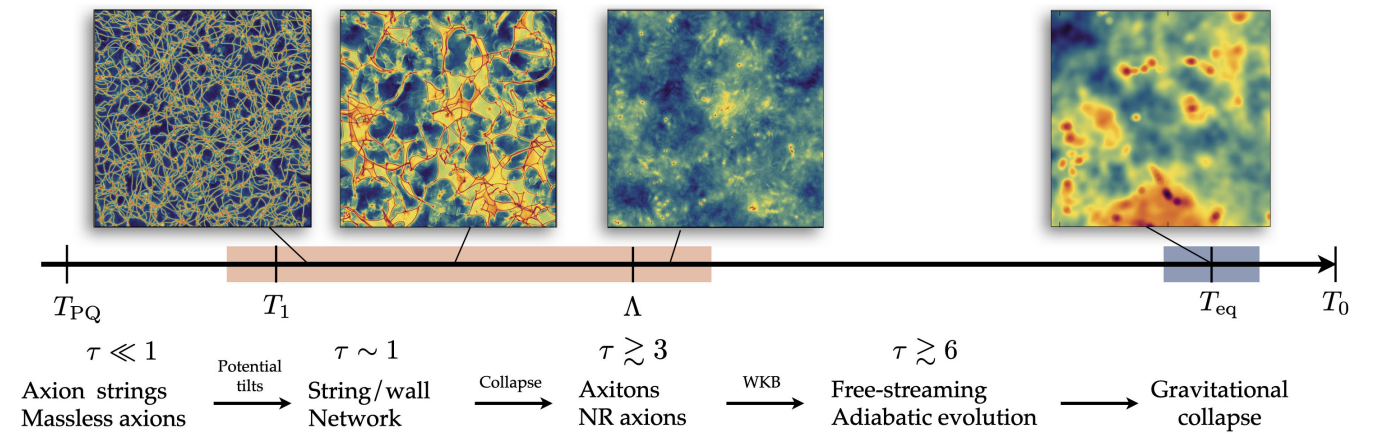 T_PQ T_1 Λ T_eq T_0
τ ≪ 1 τ ∼ 1 τ ≳ 3 τ ≳ 6
Axion strings
Massless axions
Potential
tilts
String/wall
Network
Collapse
Axitons
NR axions
WKB
Free-streaming
Adiabatic evolution
Gravitational
collapse